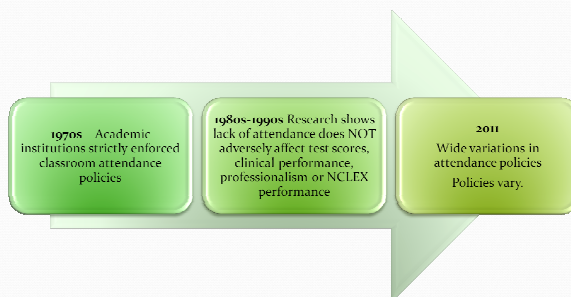 1970s Academic
institutions strictly enforced
classroom attendance
policies
1980s-1990s Research shows
lack of attendance does NOT
adversely affect test scores,
clinical performance,
professionalism or NCLEX
performance
2011
Wide variations in
attendance policies
Policies vary.